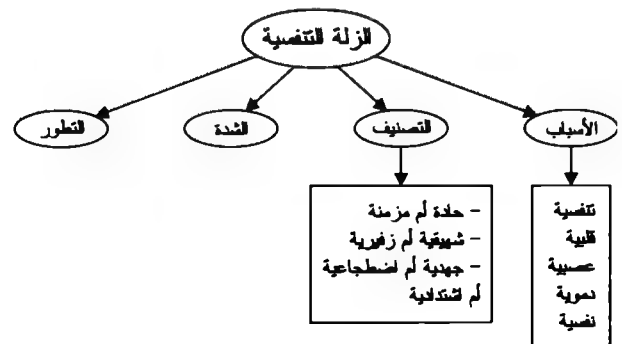 الزلة التنفسية
الأسباب
التصنيف
الشدة
التطور
تنفسية
قلبية
عصبية
دموية
نفسية
– حادة أم مزمنة
– شهيقية أم زفيرية
– جهدية أم اضطجاعية
أم اشتدادية